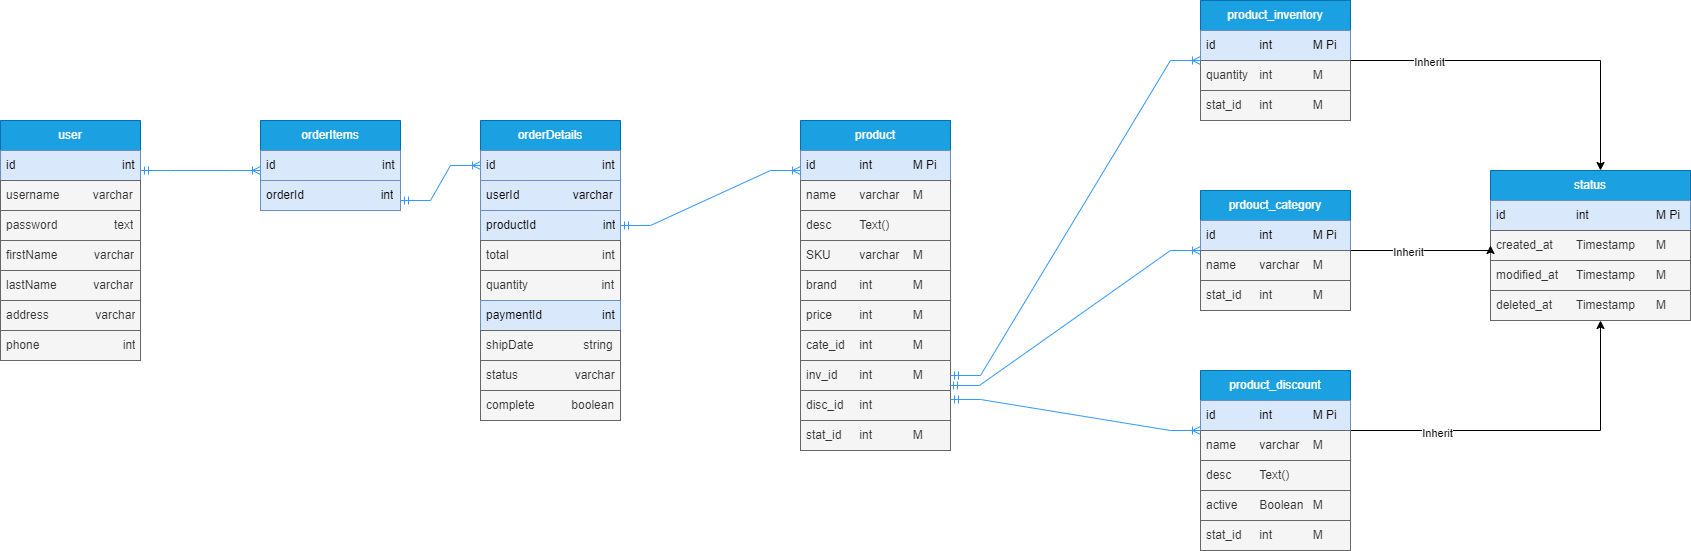 user
id int
username varchar
password text
firstName varchar
lastName varchar
address varchar
phone int
orderItems
id int
orderId int
orderDetails
id int
userId varchar
productId int
total int
quantity int
paymentId int
shipDate string
status varchar
complete boolean
product
id int M Pi
name varchar M
desc Text()
SKU varchar M
brand int M
price int M
cate_id int M
inv_id int M
disc_id int
stat_id int M
product_inventory
id int M Pi
quantity int M
stat_id int M
Inherit
prdouct_category
id int M Pi
name varchar M
stat_id int M
Inherit
product_discount
id int M Pi
name varchar M
desc Text()
active Boolean M
stat_id int M
Inherit
status
id int M Pi
created_at Timestamp M
modified_at Timestamp M
deleted_at Timestamp M